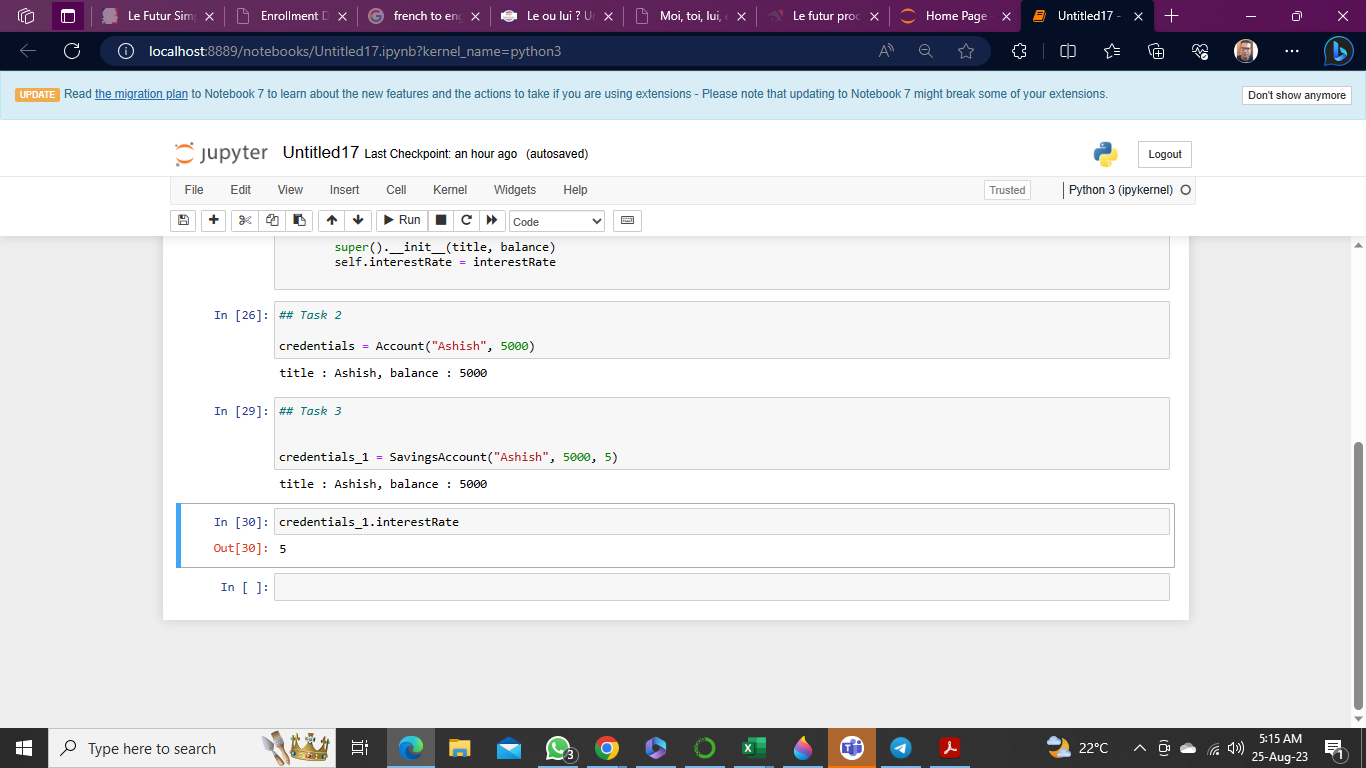 Le Futur Sim
Enrollment D
french to eng
Le ou lui ? U
Moi, toi, lui,
Le futur proc
Home Page -
Untitled17 -
localhost:8889/notebooks/Untitled17.ipynb?kernel_name=python3
UPDATE Read the migration plan to Notebook 7 to learn about the new features and the actions to take if you are using extensions - Please note that updating to Notebook 7 might break some of your extensions.
Don't show anymore
jupyter Untitled17 Last Checkpoint: an hour ago (autosaved)
Logout
File Edit View Insert Cell Kernel Widgets Help
Trusted
Python 3 (ipykernel)
Run
Code
super().__init__(title, balance)
self.interestRate = interestRate
In [26]: ## Task 2
credentials = Account("Ashish", 5000)
title : Ashish, balance : 5000
In [29]: ## Task 3
credentials_1 = SavingsAccount("Ashish", 5000, 5)
title : Ashish, balance : 5000
In [30]: credentials_1.interestRate
Out[30]: 5
In [ ]:
Type here to search
3
22°C
5:15 AM
25-Aug-23
1